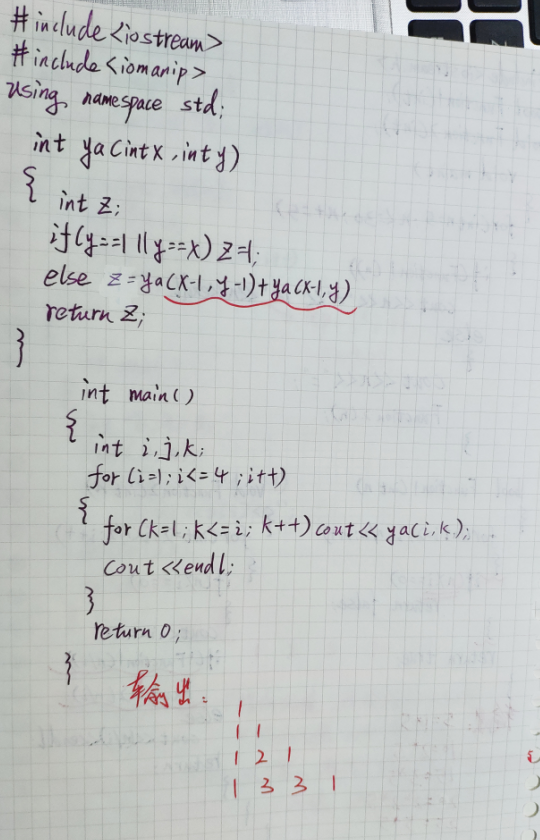 #include<iostream>
#include<iomanip>
using namespace std;
int ya(intx,inty)
{ int z;
if(y==1||y==x) z=1;
else z=ya(x-1,y-1)+ya(x-1,y)
return z;
}
int main()
{
int i,j,k;
for (i=1;i<=4;i++)
{
for (k=1;k<=i;k++) cout<<ya(i,k);
cout<<endl;
}
return 0;
}
输出:
1
1 1
1 2 1
1 3 3 1